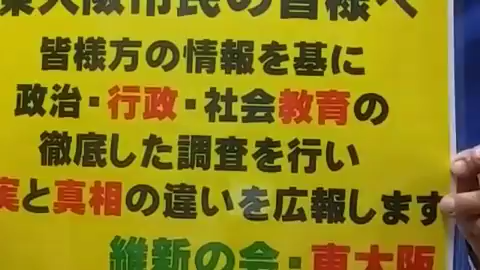 東大阪市民の皆様へ
皆様方の情報を基に
政治・行政・社会教育の
徹底した調査を行い
実と真相の違いを広報します
維新の会・東大阪